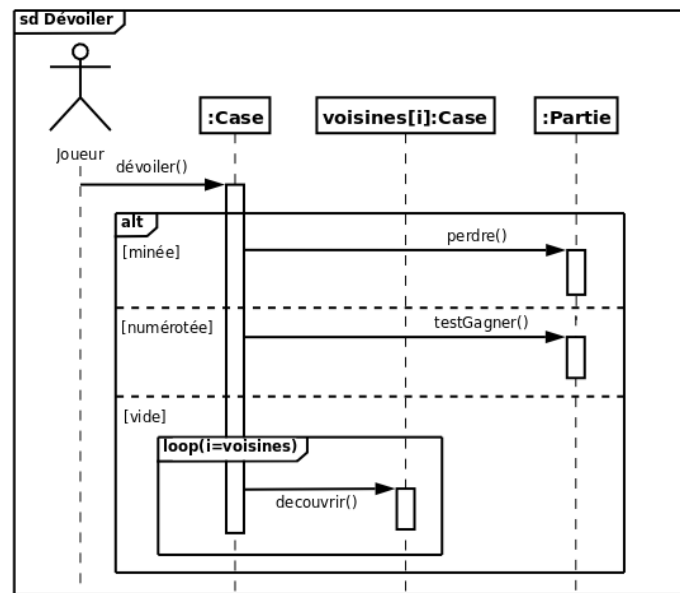 sd Dévoiler
:Case
voisines[i]:Case
:Partie
Joueur
dévoiler()
alt
[minée]
perdre()
[numérotée]
testGagner()
[vide]
loop(i=voisines)
decouvrir()